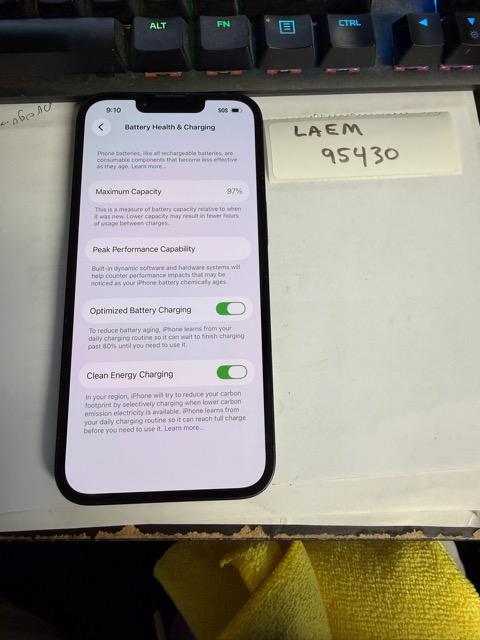 ALT
FN
CTRL
9:10
SOS
Battery Health & Charging
Phone batteries, like all rechargeable batteries, are
consumable components that become less effective
as they age. Learn more...
Maximum Capacity
97%
This is a measure of battery capacity relative to when
it was new. Lower capacity may result in fewer hours
of usage between charges.
Peak Performance Capability
Built-in dynamic software and hardware systems will
help counter performance impacts that may be
noticed as your iPhone battery chemically ages.
Optimized Battery Charging
To reduce battery aging, iPhone learns from your
daily charging routine so it can wait to finish charging
past 80% until you need to use it.
Clean Energy Charging
In your region, iPhone will try to reduce your carbon
footprint by selectively charging when lower carbon
emission electricity is available. iPhone learns from
your daily charging routine so it can reach full charge
before you need to use it. Learn more...
LAEM
95430